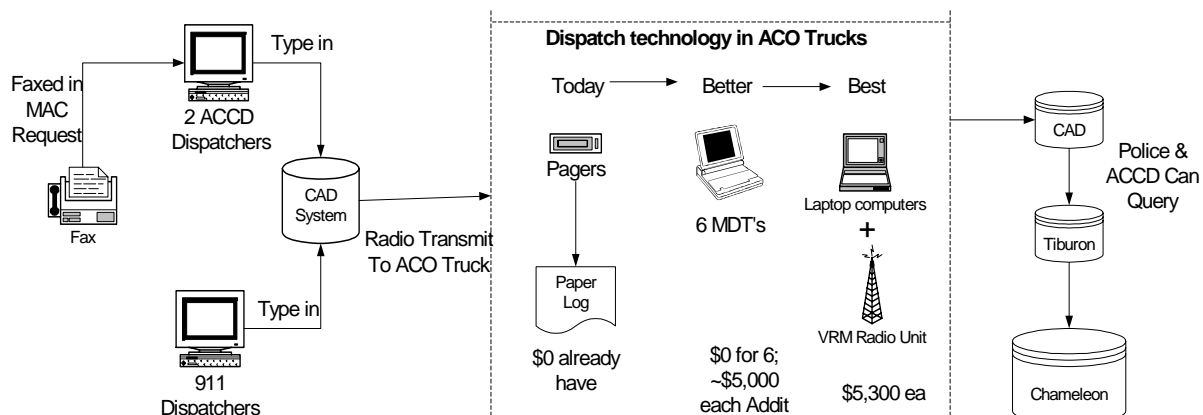 Faxed in
MAC
Request
Fax
Type in
2 ACCD
Dispatchers
CAD
System
Type in
911
Dispatchers
Radio Transmit
To ACO Truck
Dispatch technology in ACO Trucks
Today
Better
Best
Pagers
Paper
Log
$0 already
have
6 MDT's
$0 for 6;
~$5,000
each Addit
Laptop computers
+
VRM Radio Unit
$5,300 ea
CAD
Police &
ACCD Can
Query
Tiburon
Chameleon